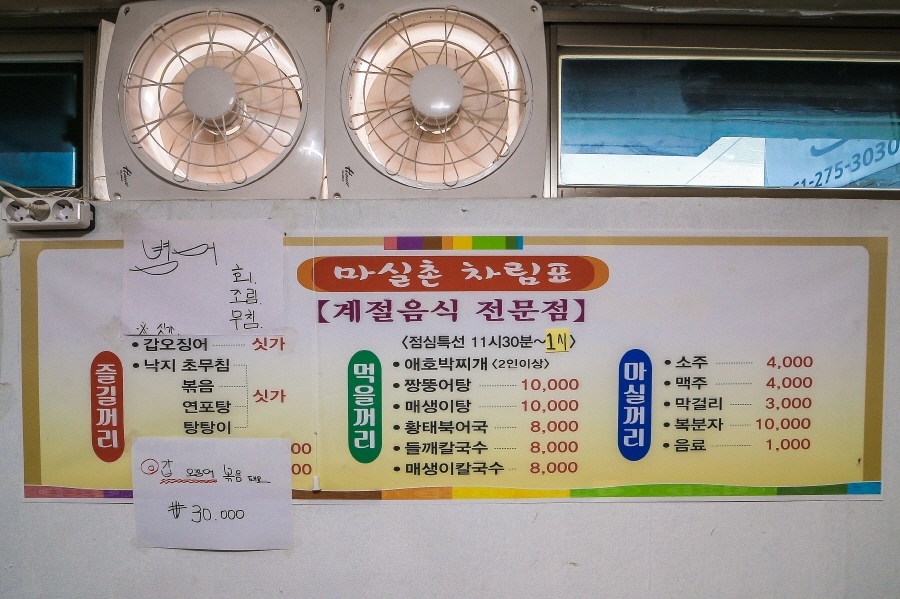 61-275-3030
병어
회.
조림.
무침.
※ 싯가
마실촌 차림표
【계절음식 전문점】
즐길꺼리
• 갑오징어 싯가
• 낙지 초무침
볶음
연포탕
탕탕이
싯가
00
00
갑 오징어 볶음
₩ 30.000
먹을꺼리
<점심특선 11시30분~1시>
• 애호박찌개 <2인이상>
• 짱뚱어탕 10,000
• 매생이탕 10,000
• 황태북어국 8,000
• 들깨칼국수 8,000
• 매생이칼국수 8,000
마실꺼리
• 소주 4,000
• 맥주 4,000
• 막걸리 3,000
• 복분자 10,000
• 음료 1,000